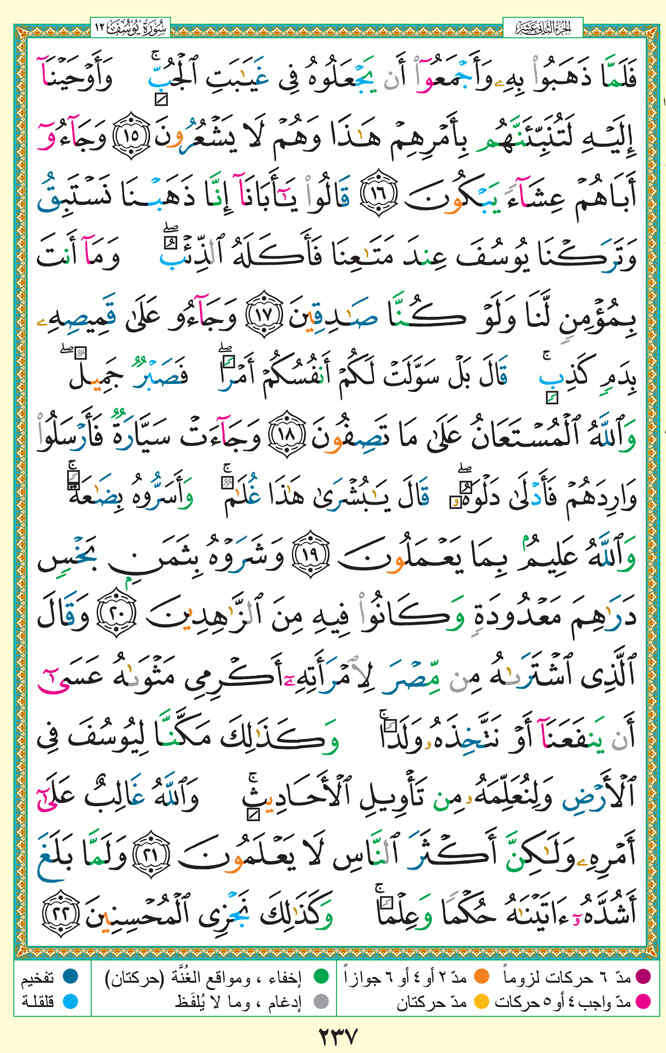 سُورَةُ يُوسُفَ ١٢
الجزء الثاني عشر
فَلَمَّا ذَهَبُوا۟ بِهِۦ وَأَجْمَعُوٓا۟ أَن يَجْعَلُوهُ فِى غَيَـٰبَتِ ٱلْجُبِّ ۚ وَأَوْحَيْنَآ
إِلَيْهِ لَتُنَبِّئَنَّهُم بِأَمْرِهِمْ هَـٰذَا وَهُمْ لَا يَشْعُرُونَ ١٥ وَجَآءُوٓ
أَبَاهُمْ عِشَآءً يَبْكُونَ ١٦ قَالُوا۟ يَـٰٓأَبَانَآ إِنَّا ذَهَبْنَا نَسْتَبِقُ
وَتَرَكْنَا يُوسُفَ عِندَ مَتَـٰعِنَا فَأَكَلَهُ ٱلذِّئْبُ ۖ وَمَآ أَنتَ
بِمُؤْمِنٍ لَّنَا وَلَوْ كُنَّا صَـٰدِقِينَ ١٧ وَجَآءُو عَلَىٰ قَمِيصِهِۦ
بِدَمٍ كَذِبٍ ۚ قَالَ بَلْ سَوَّلَتْ لَكُمْ أَنفُسُكُمْ أَمْرًا ۖ فَصَبْرٌ جَمِيلٌ ۖ
وَٱللَّهُ ٱلْمُسْتَعَانُ عَلَىٰ مَا تَصِفُونَ ١٨ وَجَآءَتْ سَيَّارَةٌ فَأَرْسَلُوا۟
وَارِدَهُمْ فَأَدْلَىٰ دَلْوَهُۥ ۖ قَالَ يَـٰبُشْرَىٰ هَـٰذَا غُلَـٰمٌ ۚ وَأَسَرُّوهُ بِضَـٰعَةً ۚ
وَٱللَّهُ عَلِيمٌۢ بِمَا يَعْمَلُونَ ١٩ وَشَرَوْهُ بِثَمَنٍۭ بَخْسٍ
دَرَٰهِمَ مَعْدُودَةٍ وَكَانُوا۟ فِيهِ مِنَ ٱلزَّٰهِدِينَ ٢٠ وَقَالَ
ٱلَّذِى ٱشْتَرَىٰهُ مِن مِّصْرَ لِٱمْرَأَتِهِۦٓ أَكْرِمِى مَثْوَىٰهُ عَسَىٰٓ
أَن يَنفَعَنَآ أَوْ نَتَّخِذَهُۥ وَلَدًا ۚ وَكَذَٰلِكَ مَكَّنَّا لِيُوسُفَ فِى
ٱلْأَرْضِ وَلِنُعَلِّمَهُۥ مِن تَأْوِيلِ ٱلْأَحَادِيثِ ۚ وَٱللَّهُ غَالِبٌ عَلَىٰٓ
أَمْرِهِۦ وَلَـٰكِنَّ أَكْثَرَ ٱلنَّاسِ لَا يَعْلَمُونَ ٢١ وَلَمَّا بَلَغَ
أَشُدَّهُۥٓ ءَاتَيْنَـٰهُ حُكْمًا وَعِلْمًا ۚ وَكَذَٰلِكَ نَجْزِى ٱلْمُحْسِنِينَ ٢٢
مدّ ٦ حركات لزوماً مدّ ٢ أو ٤ أو ٦ جوازاً إخفاء ، ومواقع الغُنَّة (حركتان) تفخيم
مدّ واجب ٤ أو ٥ حركات مدّ حركتان إدغام ، وما لا يُلفَظ قلقلة
٢٣٧